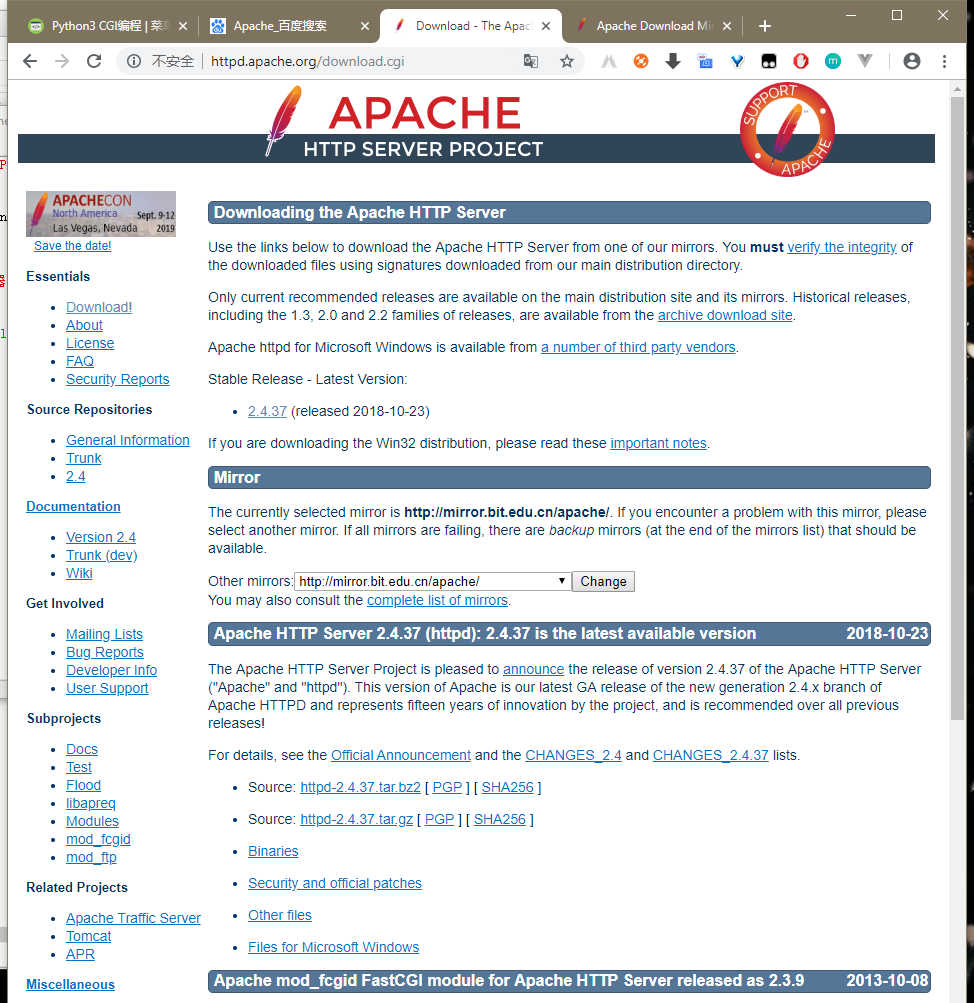 Python3 CGI编程 | 菜
Apache_百度搜索
Download - The Apac
Apache Download Mi
不安全 | httpd.apache.org/download.cgi
APACHE
HTTP SERVER PROJECT
SUPPORT
APACHE
APACHECON
North America
Sept. 9-12
Las Vegas, Nevada
2019
Save the date!
Essentials
Download!
About
License
FAQ
Security Reports
Source Repositories
General Information
Trunk
2.4
Documentation
Version 2.4
Trunk (dev)
Wiki
Get Involved
Mailing Lists
Bug Reports
Developer Info
User Support
Subprojects
Docs
Test
Flood
libapreq
Modules
mod_fcgid
mod_ftp
Related Projects
Apache Traffic Server
Tomcat
APR
Miscellaneous
Downloading the Apache HTTP Server
Use the links below to download the Apache HTTP Server from one of our mirrors. You must verify the integrity of
the downloaded files using signatures downloaded from our main distribution directory.
Only current recommended releases are available on the main distribution site and its mirrors. Historical releases,
including the 1.3, 2.0 and 2.2 families of releases, are available from the archive download site.
Apache httpd for Microsoft Windows is available from a number of third party vendors.
Stable Release - Latest Version:
2.4.37 (released 2018-10-23)
If you are downloading the Win32 distribution, please read these important notes.
Mirror
The currently selected mirror is http://mirror.bit.edu.cn/apache/. If you encounter a problem with this mirror, please
select another mirror. If all mirrors are failing, there are backup mirrors (at the end of the mirrors list) that should be
available.
Other mirrors: http://mirror.bit.edu.cn/apache/ Change
You may also consult the complete list of mirrors.
Apache HTTP Server 2.4.37 (httpd): 2.4.37 is the latest available version 2018-10-23
The Apache HTTP Server Project is pleased to announce the release of version 2.4.37 of the Apache HTTP Server
("Apache" and "httpd"). This version of Apache is our latest GA release of the new generation 2.4.x branch of
Apache HTTPD and represents fifteen years of innovation by the project, and is recommended over all previous
releases!
For details, see the Official Announcement and the CHANGES_2.4 and CHANGES_2.4.37 lists.
Source: httpd-2.4.37.tar.bz2 [ PGP ] [ SHA256 ]
Source: httpd-2.4.37.tar.gz [ PGP ] [ SHA256 ]
Binaries
Security and official patches
Other files
Files for Microsoft Windows
Apache mod_fcgid FastCGI module for Apache HTTP Server released as 2.3.9 2013-10-08